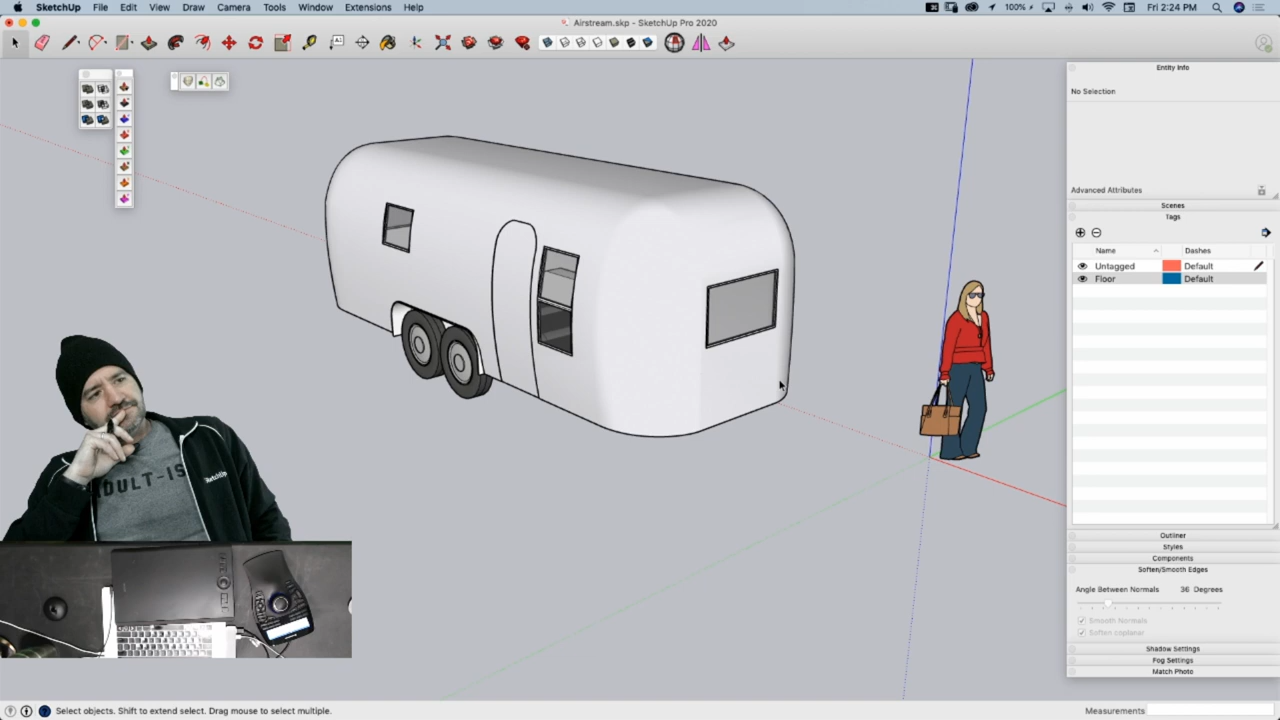 SketchUp File Edit View Draw Camera Tools Window Extensions Help
100% Fri 2:24 PM
Airstream.skp - SketchUp Pro 2020
Entity Info
No Selection
Advanced Attributes
Scenes
Tags
Name Dashes
Untagged Default
Floor Default
Outliner
Styles
Components
Soften/Smooth Edges
Angle Between Normals 36 Degrees
Smooth Normals
Soften coplanar
Shadow Settings
Fog Settings
Match Photo
DULT-IS
SketchUp
Select objects. Shift to extend select. Drag mouse to select multiple.
Measurements